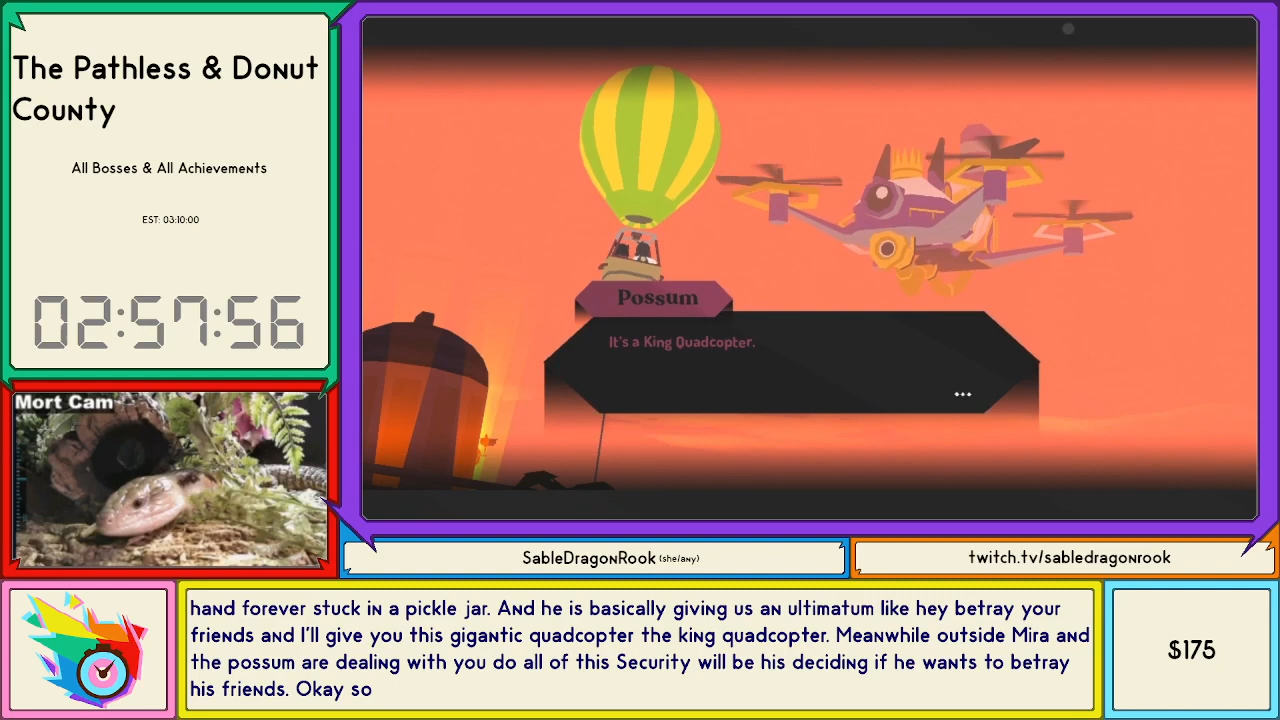 The Pathless & Donut
County
All Bosses & All Achievements
EST: 03:10:00
02:57:56
Mort Cam
Possum
It's a King Quadcopter.
...
SableDragonRook (she/any)
twitch.tv/sabledragonrook
hand forever stuck in a pickle jar. And he is basically giving us an ultimatum like hey betray your
friends and I'll give you this gigantic quadcopter the king quadcopter. Meanwhile outside Mira and
the possum are dealing with you do all of this Security will be his deciding if he wants to betray
his friends. Okay so
$175